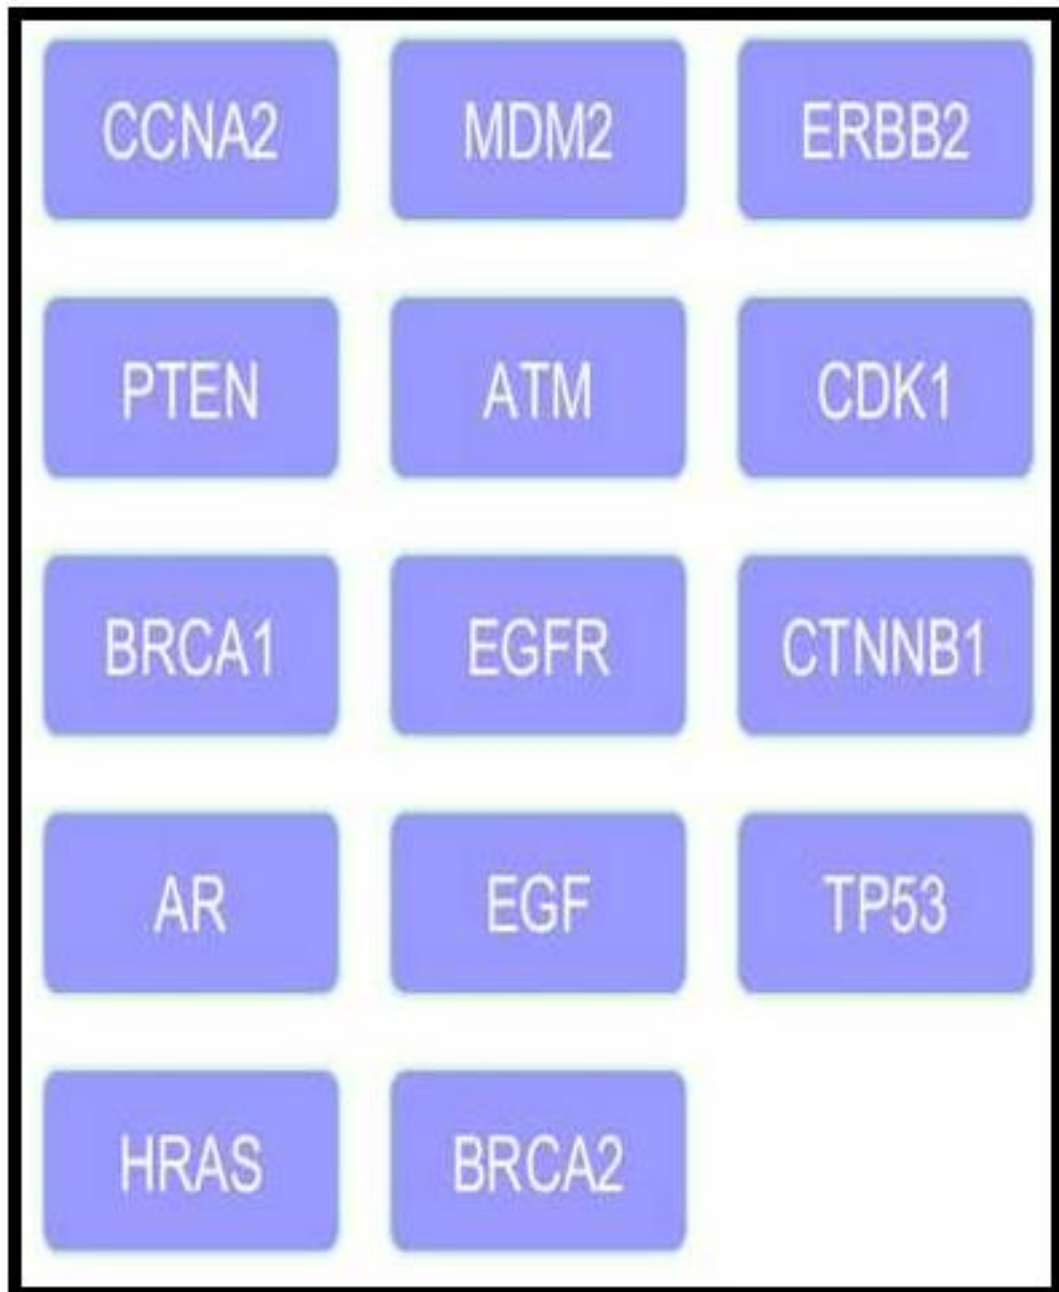 CCNA2 MDM2 ERBB2
PTEN ATM CDK1
BRCA1 EGFR CTNNB1
AR EGF TP53
HRAS BRCA2